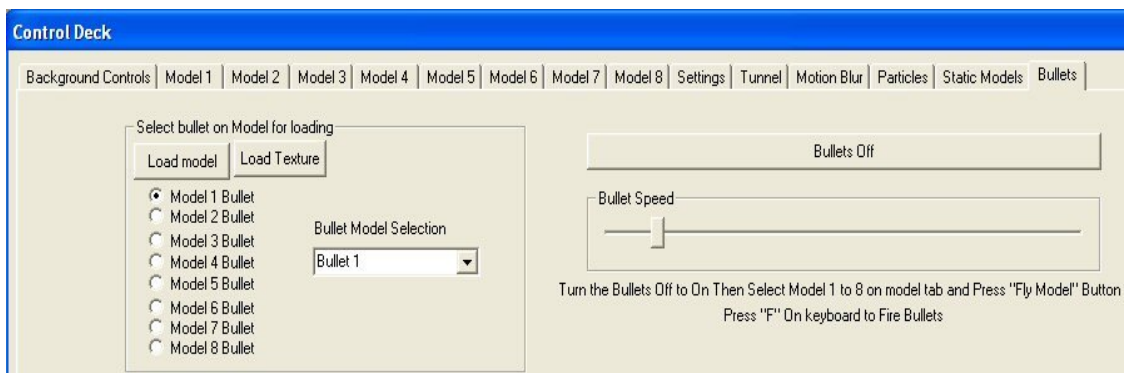 Control Deck
Background Controls Model 1 Model 2 Model 3 Model 4 Model 5 Model 6 Model 7 Model 8 Settings Tunnel Motion Blur Particles Static Models Bullets
Select bullet on Model for loading
Load model Load Texture
Model 1 Bullet
Model 2 Bullet
Model 3 Bullet
Model 4 Bullet
Model 5 Bullet
Model 6 Bullet
Model 7 Bullet
Model 8 Bullet
Bullet Model Selection
Bullet 1
Bullets Off
Bullet Speed
Turn the Bullets Off to On Then Select Model 1 to 8 on model tab and Press "Fly Model" Button
Press "F" On keyboard to Fire Bullets